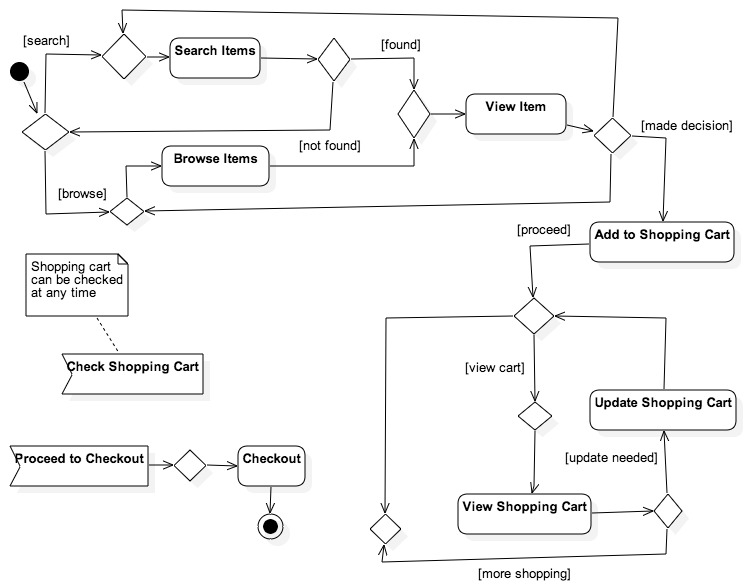 [search]
Search Items
[found]
View Item
[made decision]
[not found]
Browse Items
[browse]
[proceed]
Add to Shopping Cart
Shopping cart
can be checked
at any time
Check Shopping Cart
[view cart]
Update Shopping Cart
Proceed to Checkout
Checkout
[update needed]
View Shopping Cart
[more shopping]